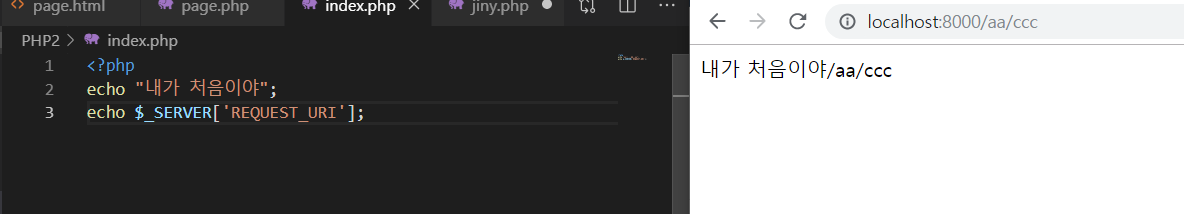 page.html page.php index.php jiny.php
PHP2 > index.php
1 <?php
2 echo "내가 처음이야";
3 echo $_SERVER['REQUEST_URI'];
localhost:8000/aa/ccc
내가 처음이야/aa/ccc